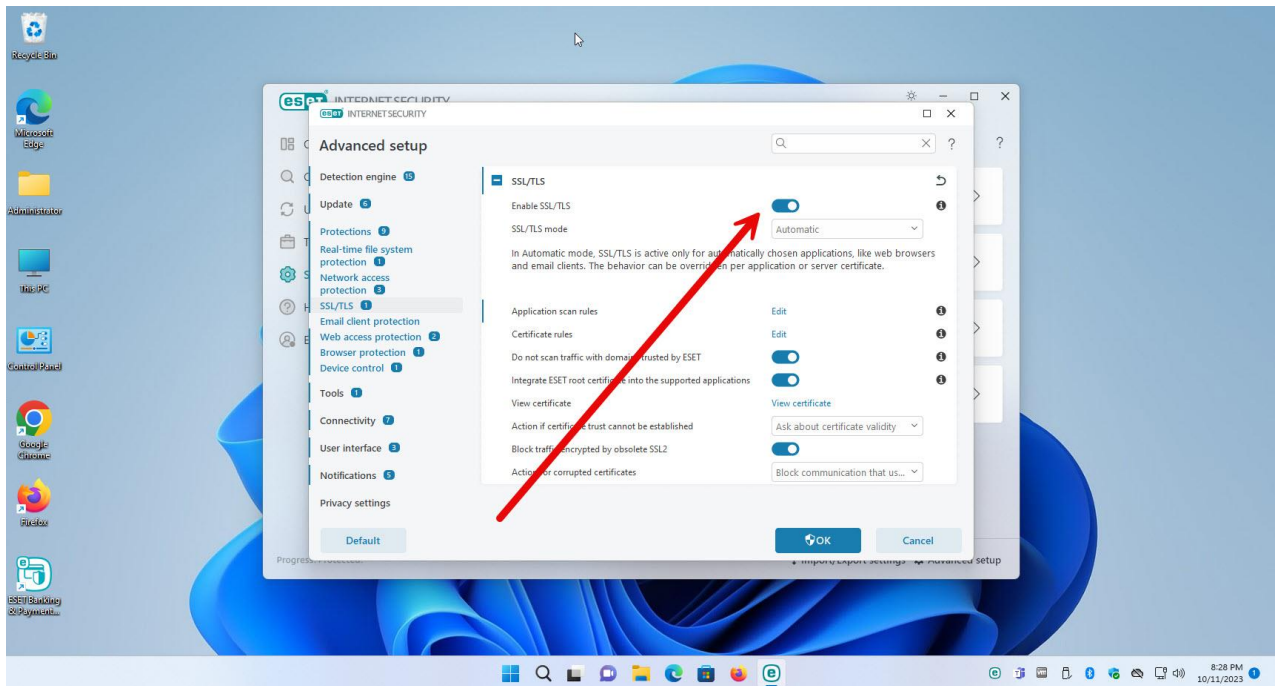 Recycle Bin
Microsoft
Edge
Administrator
This PC
Control Panel
Google
Chrome
Firefox
ESET Banking
& Payment...
eset INTERNET SECURITY
eset INTERNET SECURITY
Advanced setup
?
?
Detection engine 15
Update 6
Protections 9
Real-time file system
protection 1
Network access
protection 3
SSL/TLS 1
Email client protection
Web access protection 2
Browser protection 1
Device control 1
Tools 1
Connectivity 7
User interface 3
Notifications 5
Privacy settings
SSL/TLS
Enable SSL/TLS
SSL/TLS mode
Automatic
In Automatic mode, SSL/TLS is active only for automatically chosen applications, like web browsers
and email clients. The behavior can be overridden per application or server certificate.
Application scan rules
Edit
Certificate rules
Edit
Do not scan traffic with domains trusted by ESET
Integrate ESET root certificate into the supported applications
View certificate
View certificate
Action if certificate trust cannot be established
Ask about certificate validity
Block traffic encrypted by obsolete SSL2
Action for corrupted certificates
Block communication that us...
Default
OK
Cancel
Import/Export settings
Advanced setup
8:28 PM
10/11/2023
1